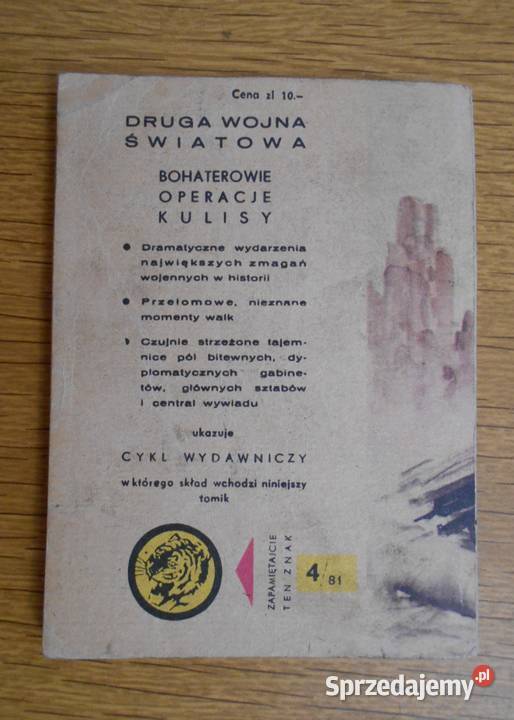 Cena zł 10.–
DRUGA WOJNA
ŚWIATOWA
BOHATEROWIE
OPERACJE
KULISY
● Dramatyczne wydarzenia
największych zmagań
wojennych w historii
● Przełomowe, nieznane
momenty walk
● Czujnie strzeżone tajem-
nice pól bitewnych, dy-
plomatycznych gabine-
tów, głównych sztabów
i central wywiadu
ukazuje
CYKL WYDAWNICZY
w którego skład wchodzi niniejszy
tomik
ZAPAMIĘTAJCIE
TEN ZNAK
4/81
Sprzedajemy.pl